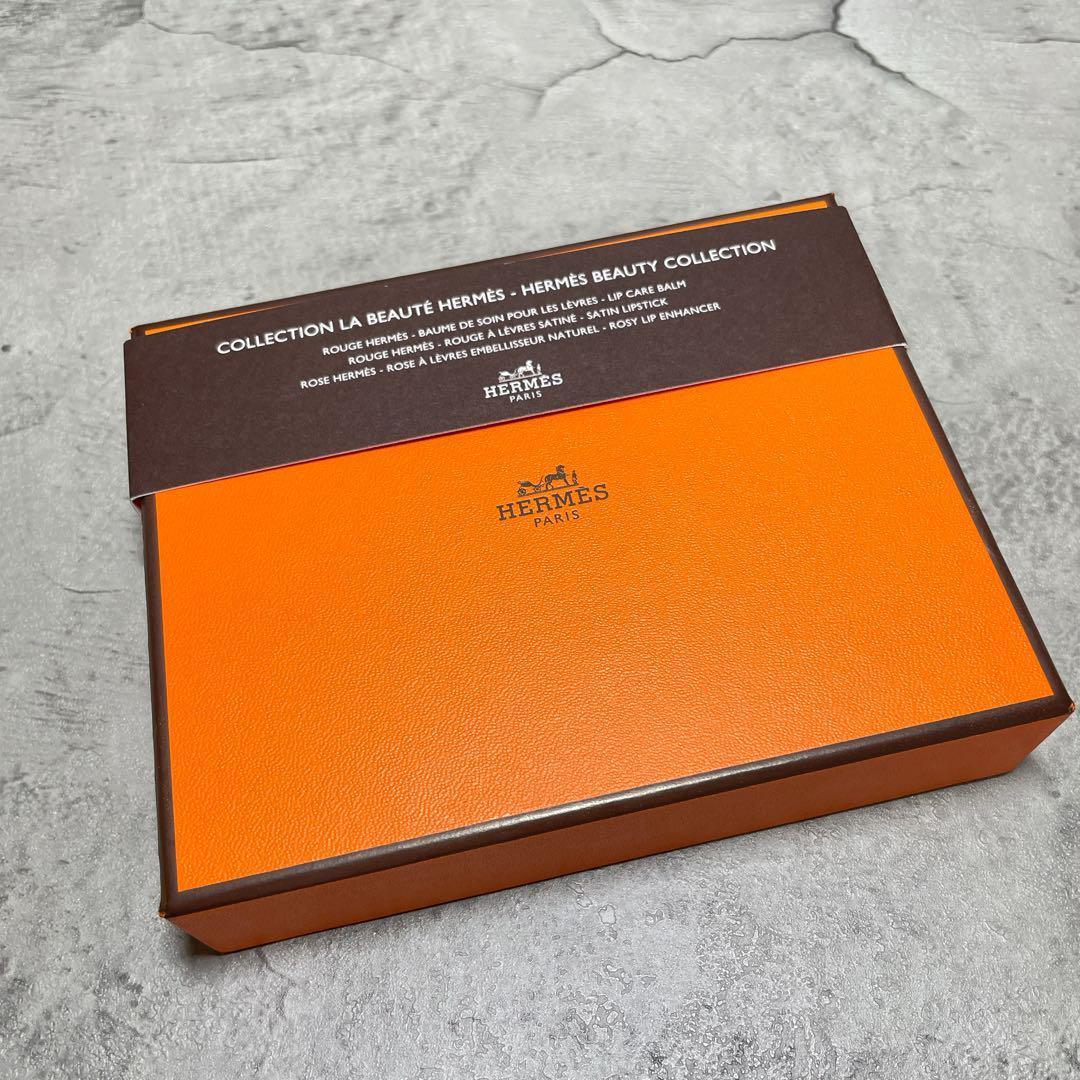 COLLECTION LA BEAUTÉ HERMÈS - HERMÈS BEAUTY COLLECTION
ROUGE HERMÈS - BAUME DE SOIN POUR LES LÈVRES - LIP CARE BALM
ROUGE HERMÈS - ROUGE À LÈVRES SATINÉ - SATIN LIPSTICK
ROSE HERMÈS - ROSE À LÈVRES EMBELLISSEUR NATUREL - ROSY LIP ENHANCER
HERMÈS
PARIS
HERMÈS
PARIS